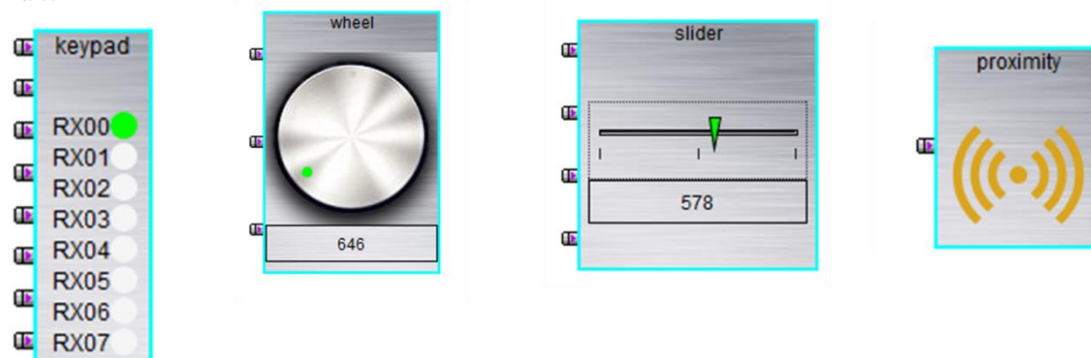 keypad
RX00
RX01
RX02
RX03
RX04
RX05
RX06
RX07
wheel
646
slider
578
proximity